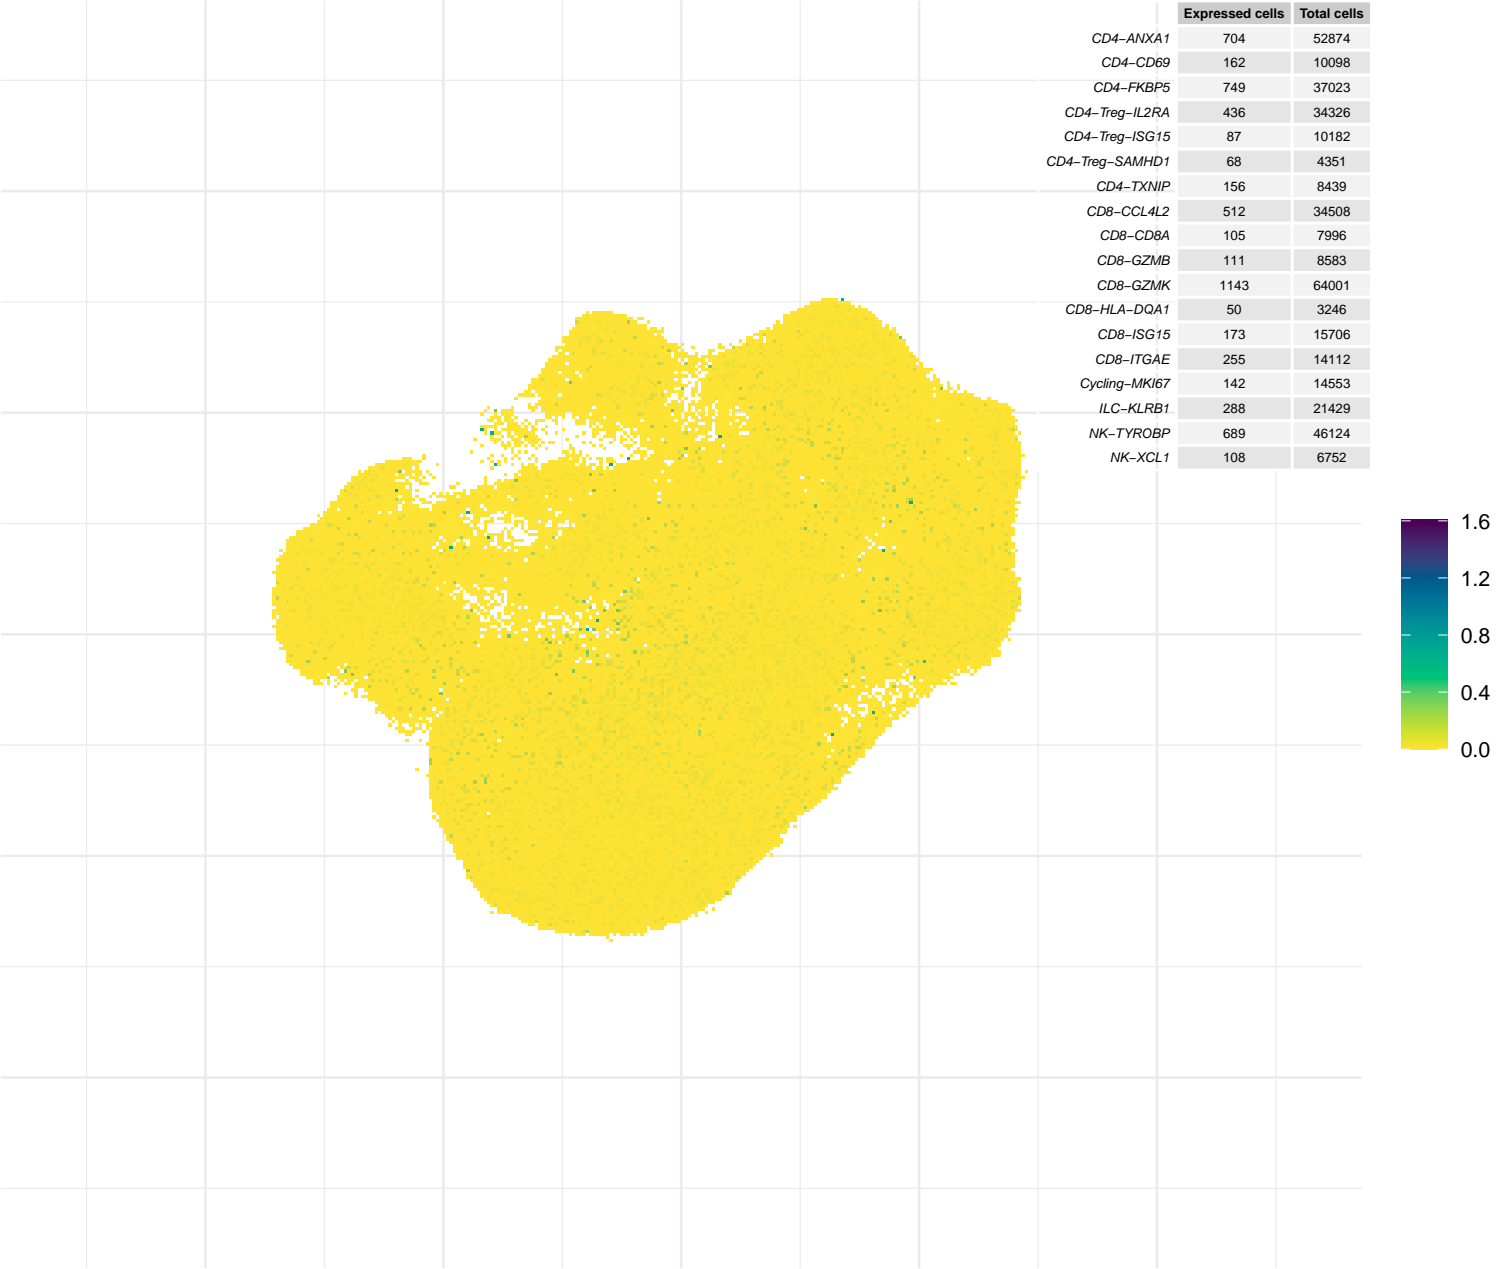 Expressed cells Total cells
CD4−ANXA1 704 52874
CD4−CD69 162 10098
CD4−FKBP5 749 37023
CD4−Treg−IL2RA 436 34326
CD4−Treg−ISG15 87 10182
CD4−Treg−SAMHD1 68 4351
CD4−TXNIP 156 8439
CD8−CCL4L2 512 34508
CD8−CD8A 105 7996
CD8−GZMB 111 8583
CD8−GZMK 1143 64001
CD8−HLA−DQA1 50 3246
CD8−ISG15 173 15706
CD8−ITGAE 255 14112
Cycling−MKI67 142 14553
ILC−KLRB1 288 21429
NK−TYROBP 689 46124
NK−XCL1 108 6752
1.6
1.2
0.8
0.4
0.0